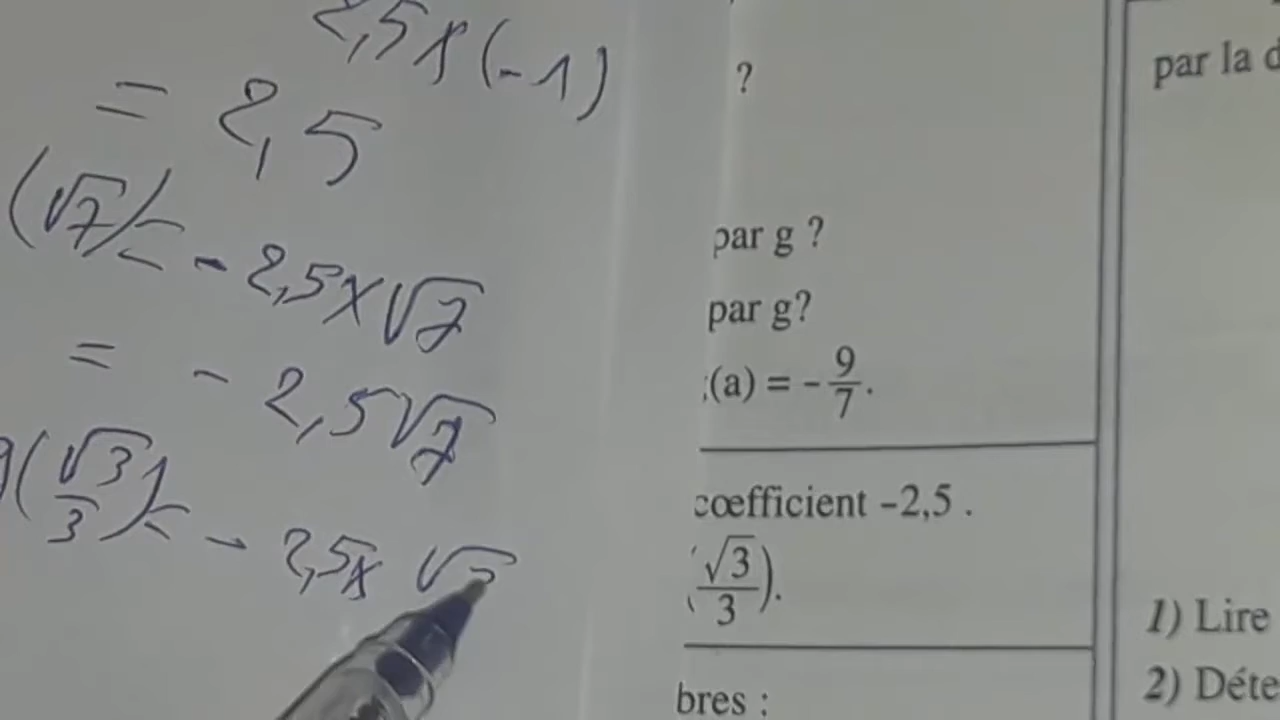 2,5 x (-1)
= 2,5
(√7) = - 2,5 x √7
= - 2,5√7
g(√3/3) = - 2,5 x √3
?
par g ?
par g?
(a) = -9/7.
coefficient -2,5 .
(√3/3).
bres :
par la d
1) Lire
2) Déte